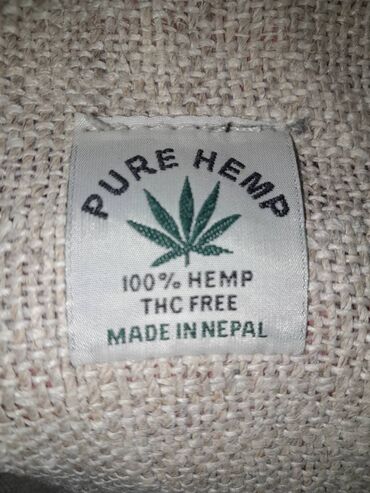 PURE HEMP
100% HEMP
THC FREE
MADE IN NEPAL